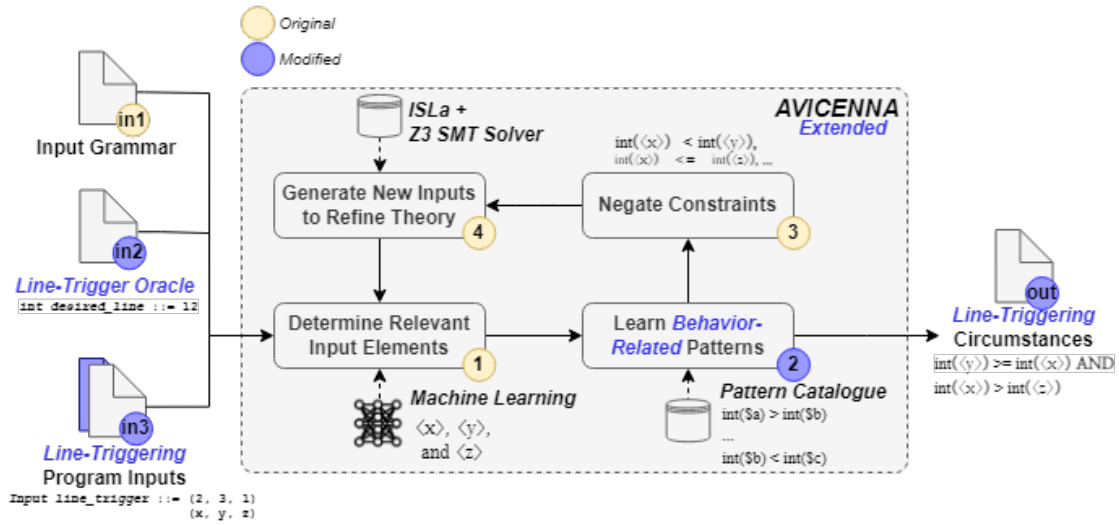 Original
Modified
in1
Input Grammar
in2
Line-Trigger Oracle
int desired_line ::= 12
in3
Line-Triggering
Program Inputs
Input line_trigger ::= (2, 3, 1)
(x, y, z)
AVICENNA
Extended
ISLa +
Z3 SMT Solver
int(⟨x⟩) < int(⟨y⟩),
int(⟨x⟩) <= int(⟨z⟩), ...
Generate New Inputs
to Refine Theory
4
Negate Constraints
3
Determine Relevant
Input Elements
1
Learn Behavior-
Related Patterns
2
Machine Learning
⟨x⟩, ⟨y⟩,
and ⟨z⟩
Pattern Catalogue
int($a) > int($b)
...
int($b) < int($c)
out
Line-Triggering
Circumstances
int(⟨y⟩) >= int(⟨x⟩) AND
int(⟨x⟩) > int(⟨z⟩)